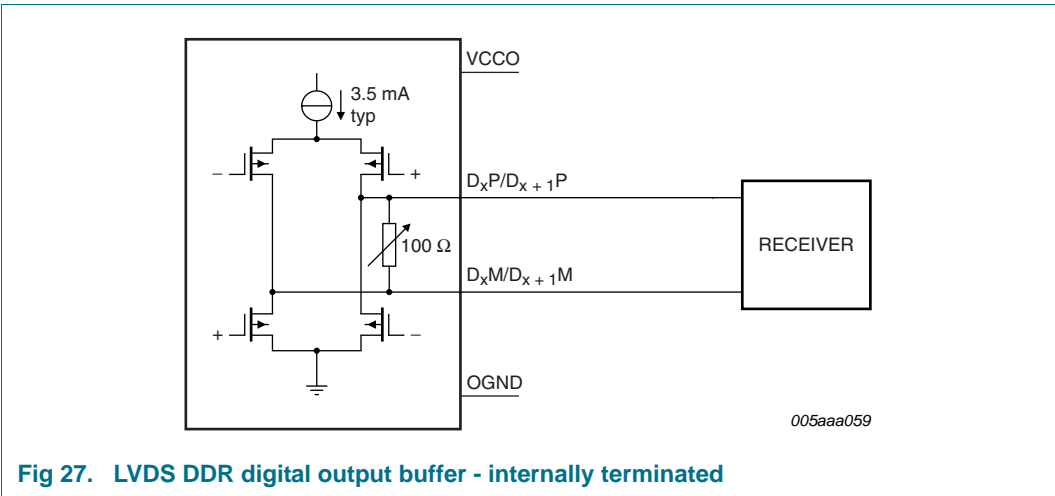 VCCO
3.5 mA
typ
−
+
DxP/Dx + 1P
100 Ω
RECEIVER
DxM/Dx + 1M
+
−
OGND
005aaa059
Fig 27. LVDS DDR digital output buffer - internally terminated